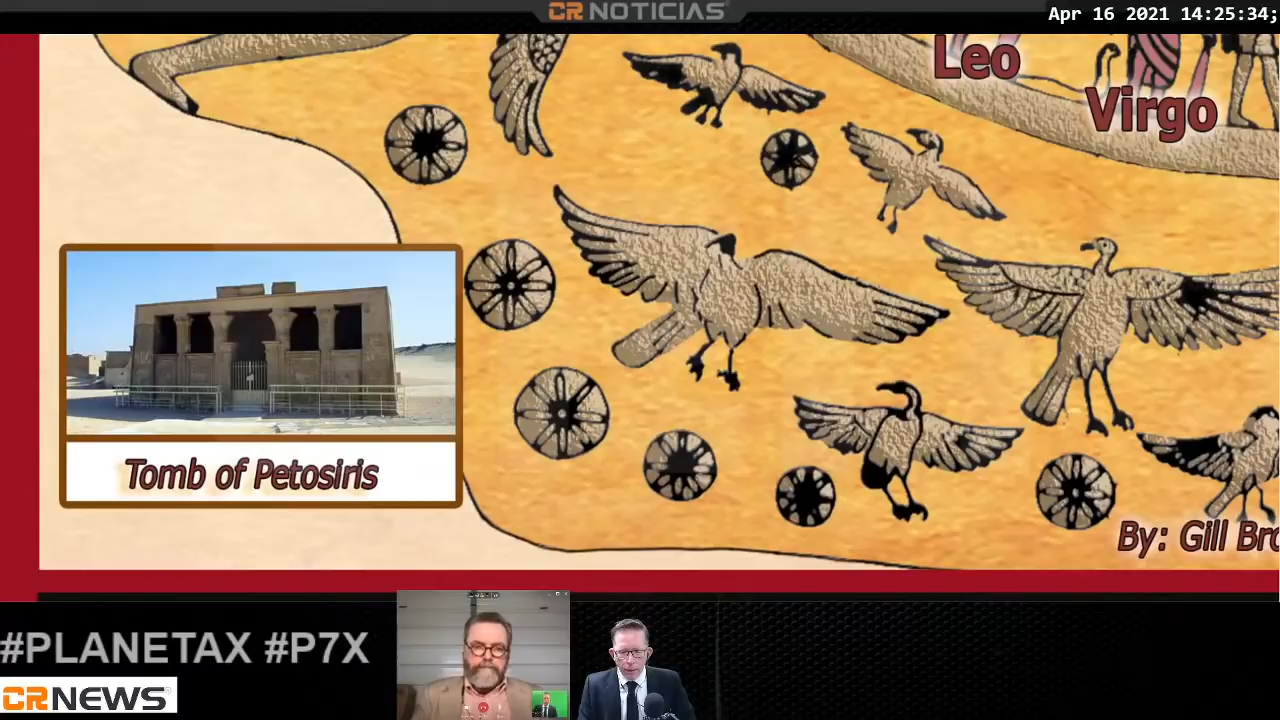 CR NOTICIAS
Apr 16 2021 14:25:34;
Leo
Virgo
Tomb of Petosiris
By: Gill Bro
#PLANETAX #P7X
CRNEWS